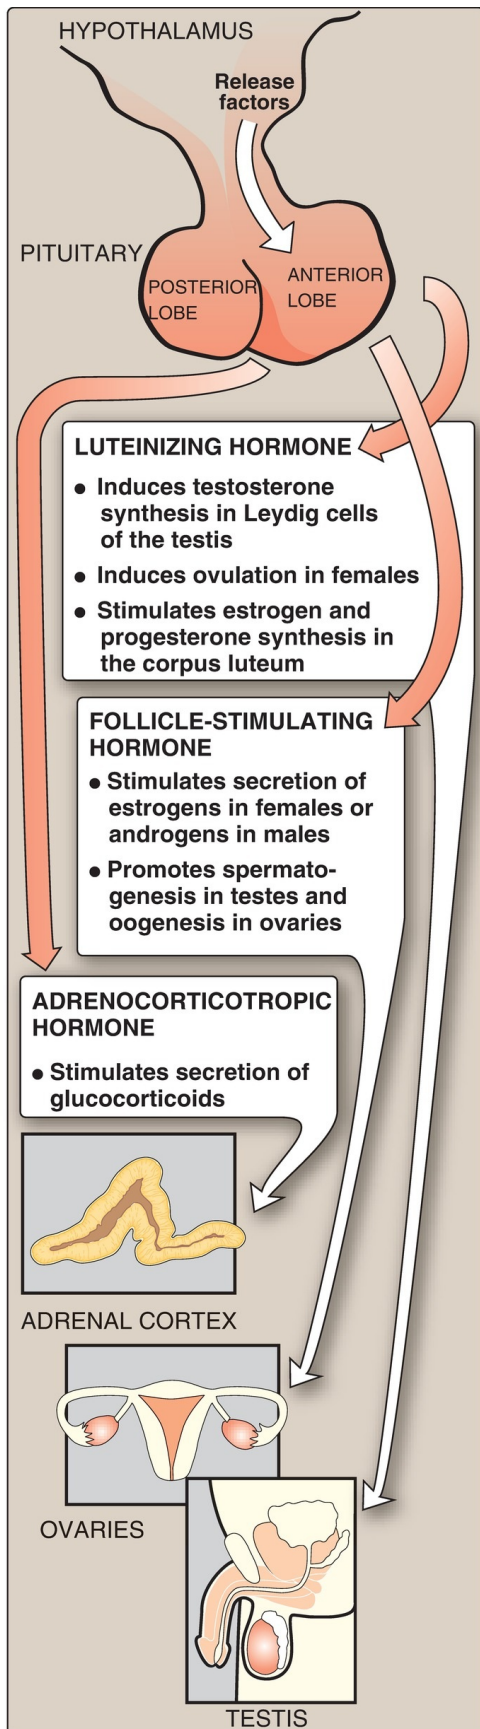 HYPOTHALAMUS
Release
factors
PITUITARY
POSTERIOR
LOBE
ANTERIOR
LOBE
LUTEINIZING HORMONE
● Induces testosterone
synthesis in Leydig cells
of the testis
● Induces ovulation in females
● Stimulates estrogen and
progesterone synthesis in
the corpus luteum
FOLLICLE-STIMULATING
HORMONE
● Stimulates secretion of
estrogens in females or
androgens in males
● Promotes spermato-
genesis in testes and
oogenesis in ovaries
ADRENOCORTICOTROPIC
HORMONE
● Stimulates secretion of
glucocorticoids
ADRENAL CORTEX
OVARIES
TESTIS